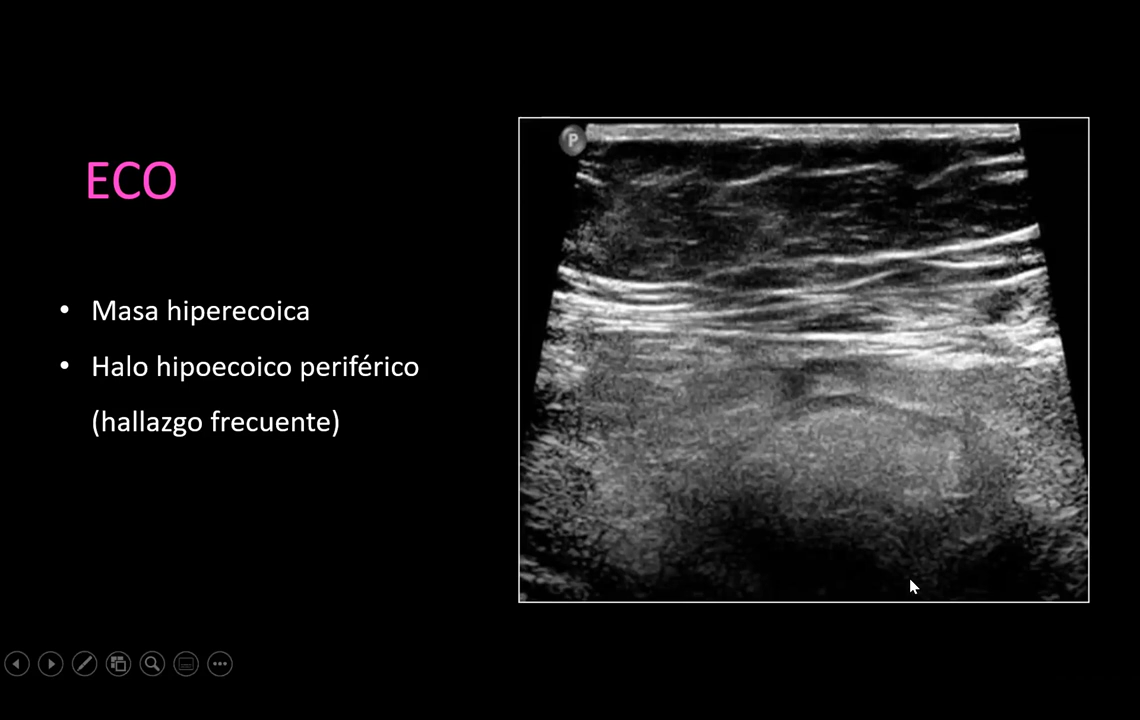 ECO
• Masa hiperecoica
• Halo hipoecoico periférico
(hallazgo frecuente)
P